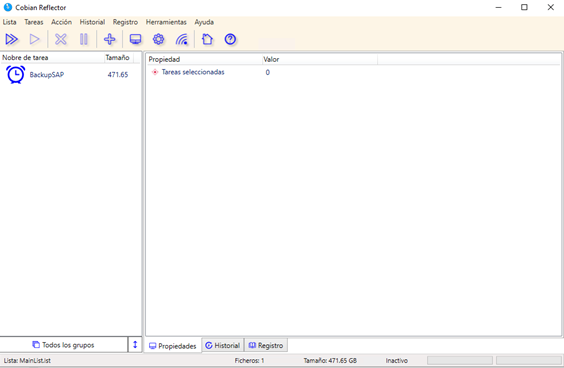 Cobian Reflector
Lista Tareas Acción Historial Registro Herramientas Ayuda
Nobre de tarea Tamaño
BackupSAP 471.65
Propiedad Valor
Tareas seleccionadas 0
Todos los grupos
Propiedades Historial Registro
Lista: MainList.lst Ficheros: 1 Tamaño: 471.65 GB Inactivo